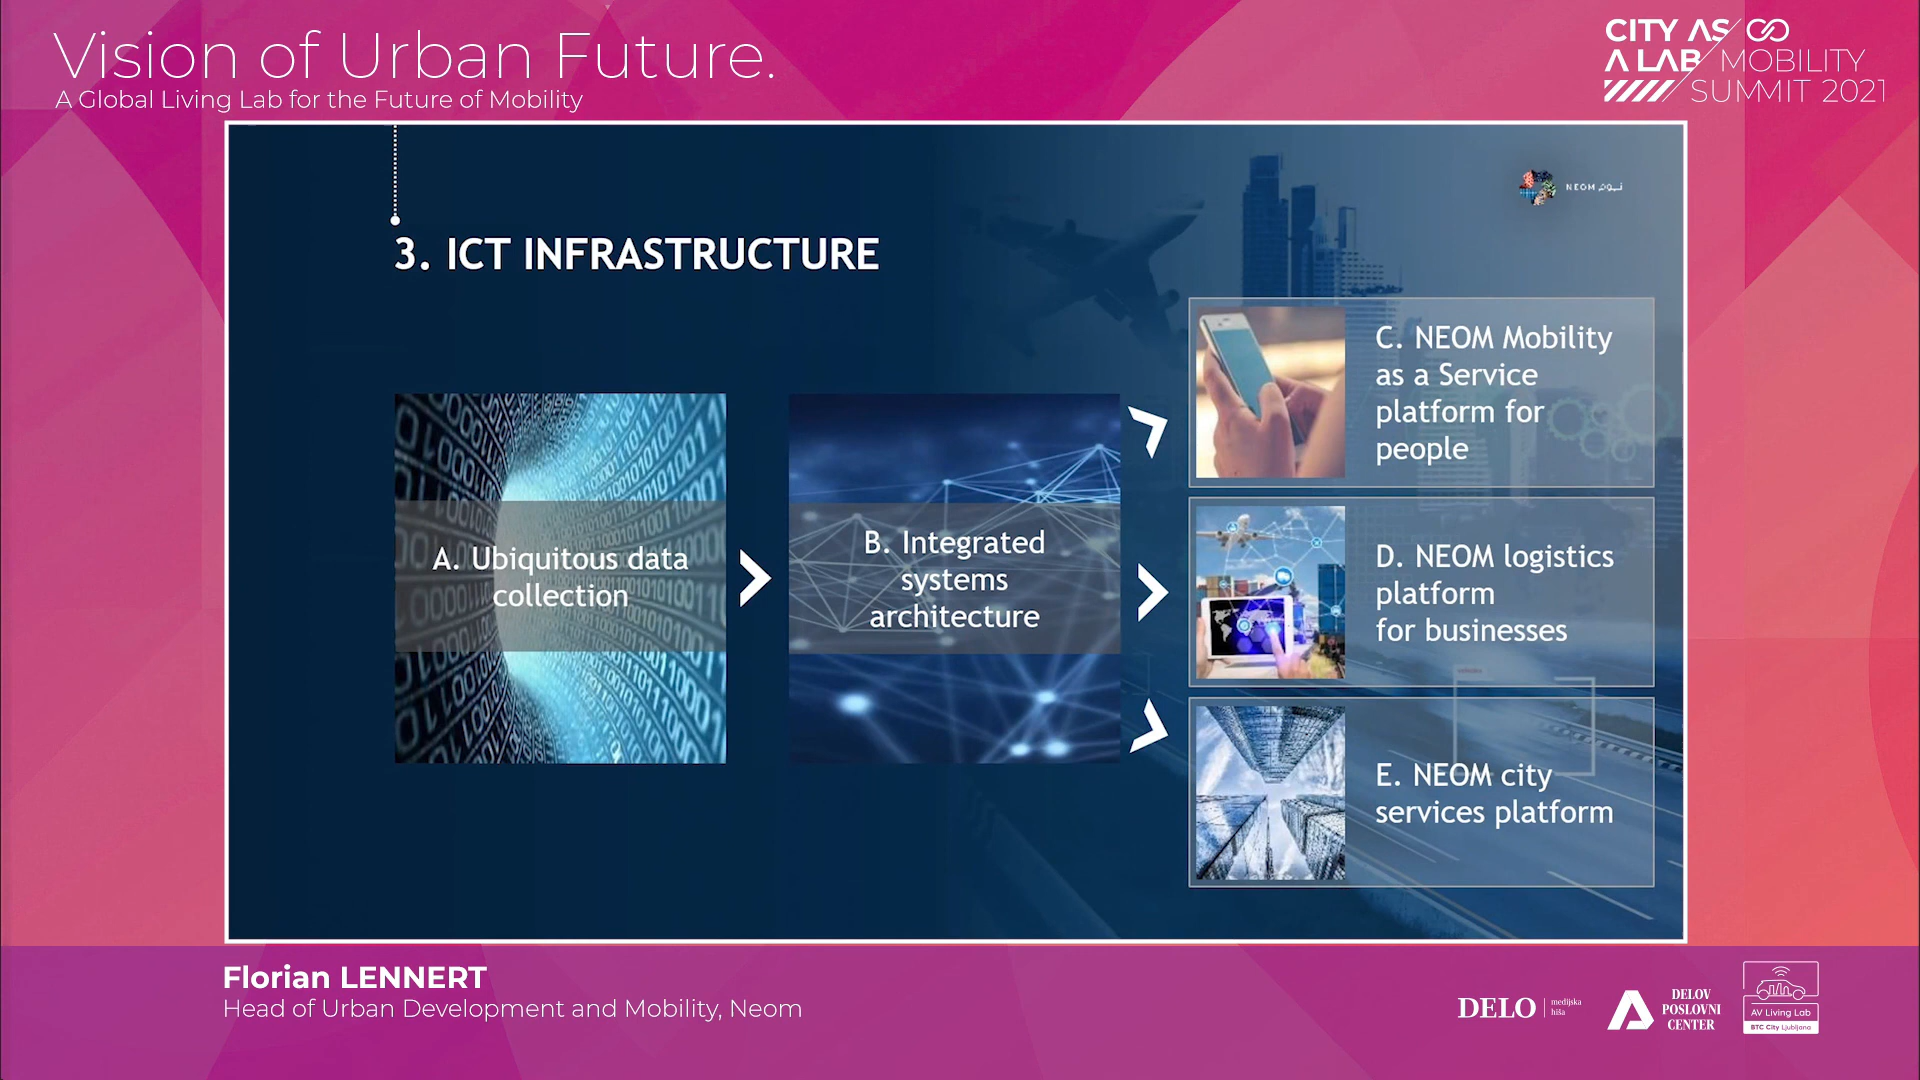 Vision of Urban Future.
A Global Living Lab for the Future of Mobility
CITY AS
A LAB MOBILITY
SUMMIT 2021
NEOM نيوم
3. ICT INFRASTRUCTURE
A. Ubiquitous data
collection
B. Integrated
systems
architecture
C. NEOM Mobility
as a Service
platform for
people
D. NEOM logistics
platform
for businesses
E. NEOM city
services platform
Florian LENNERT
Head of Urban Development and Mobility, Neom
DELO medijska
hiša
DELOV
POSLOVNI
CENTER
AV Living Lab
BTC City Ljubljana